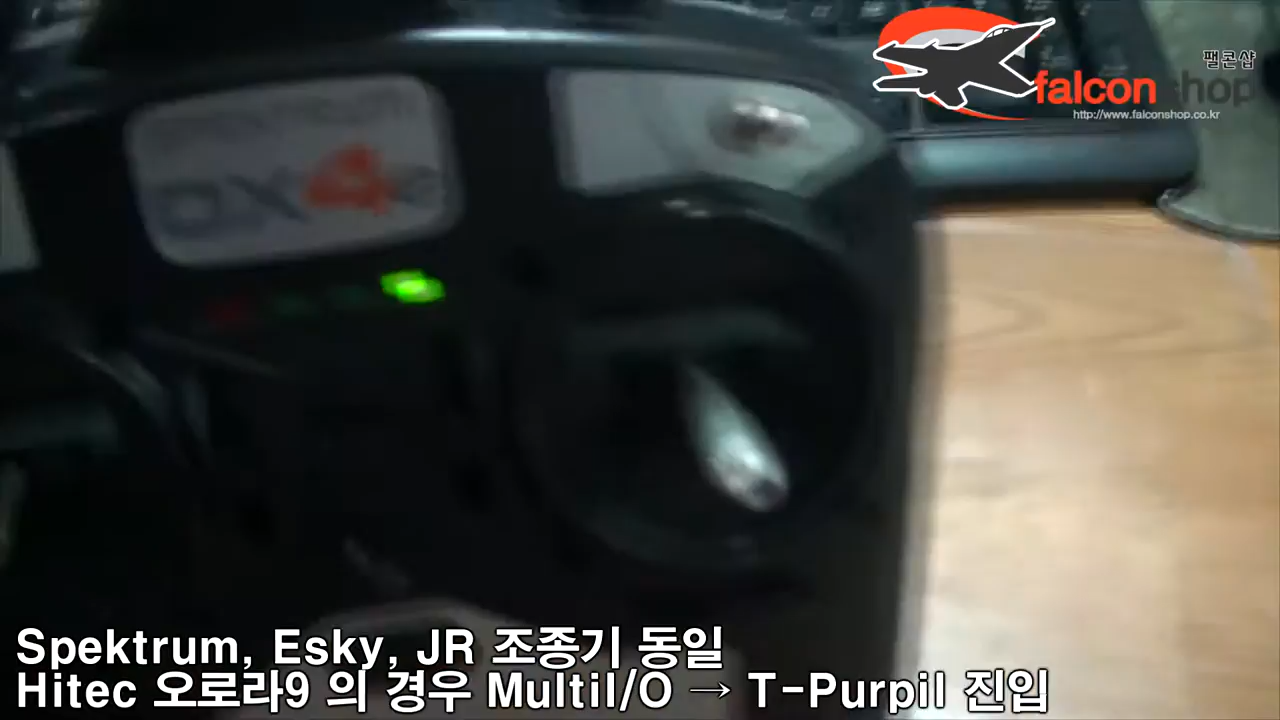 팰콘샵
falcon shop
http://www.falconshop.co.kr
DX4e
Spektrum, Esky, JR 조종기 동일
Hitec 오로라9 의 경우 MultiI/O → T-Purpil 진입